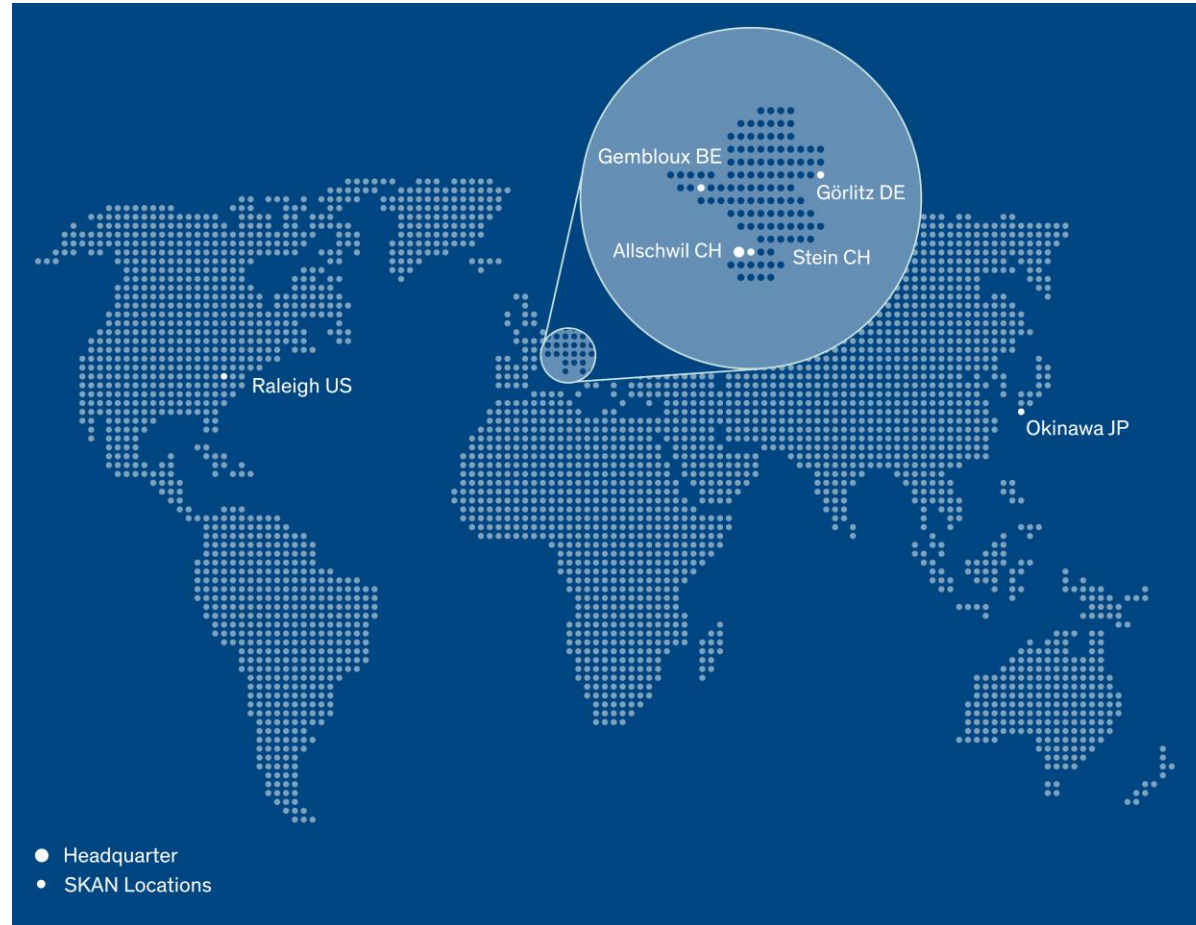 Gembloux BE
Görlitz DE
Allschwil CH
Stein CH
Raleigh US
Okinawa JP
Headquarter
SKAN Locations